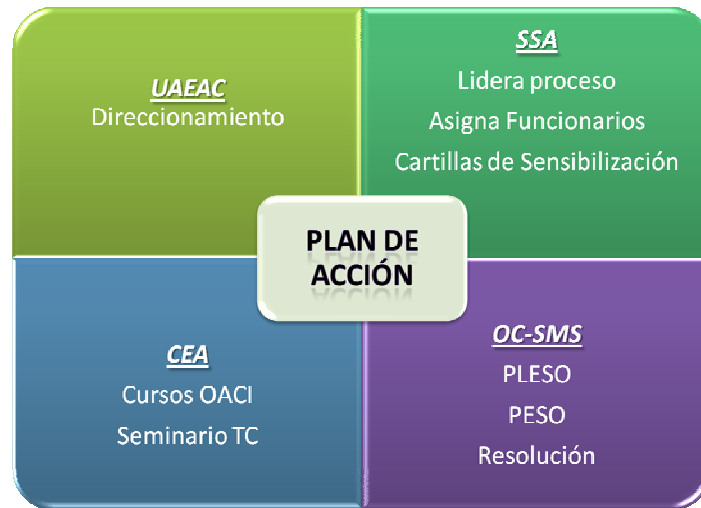 UAEAC
Direccionamiento
SSA
Lidera proceso
Asigna Funcionarios
Cartillas de Sensibilización
PLAN DE
ACCIÓN
CEA
Cursos OACI
Seminario TC
OC-SMS
PLESO
PESO
Resolución